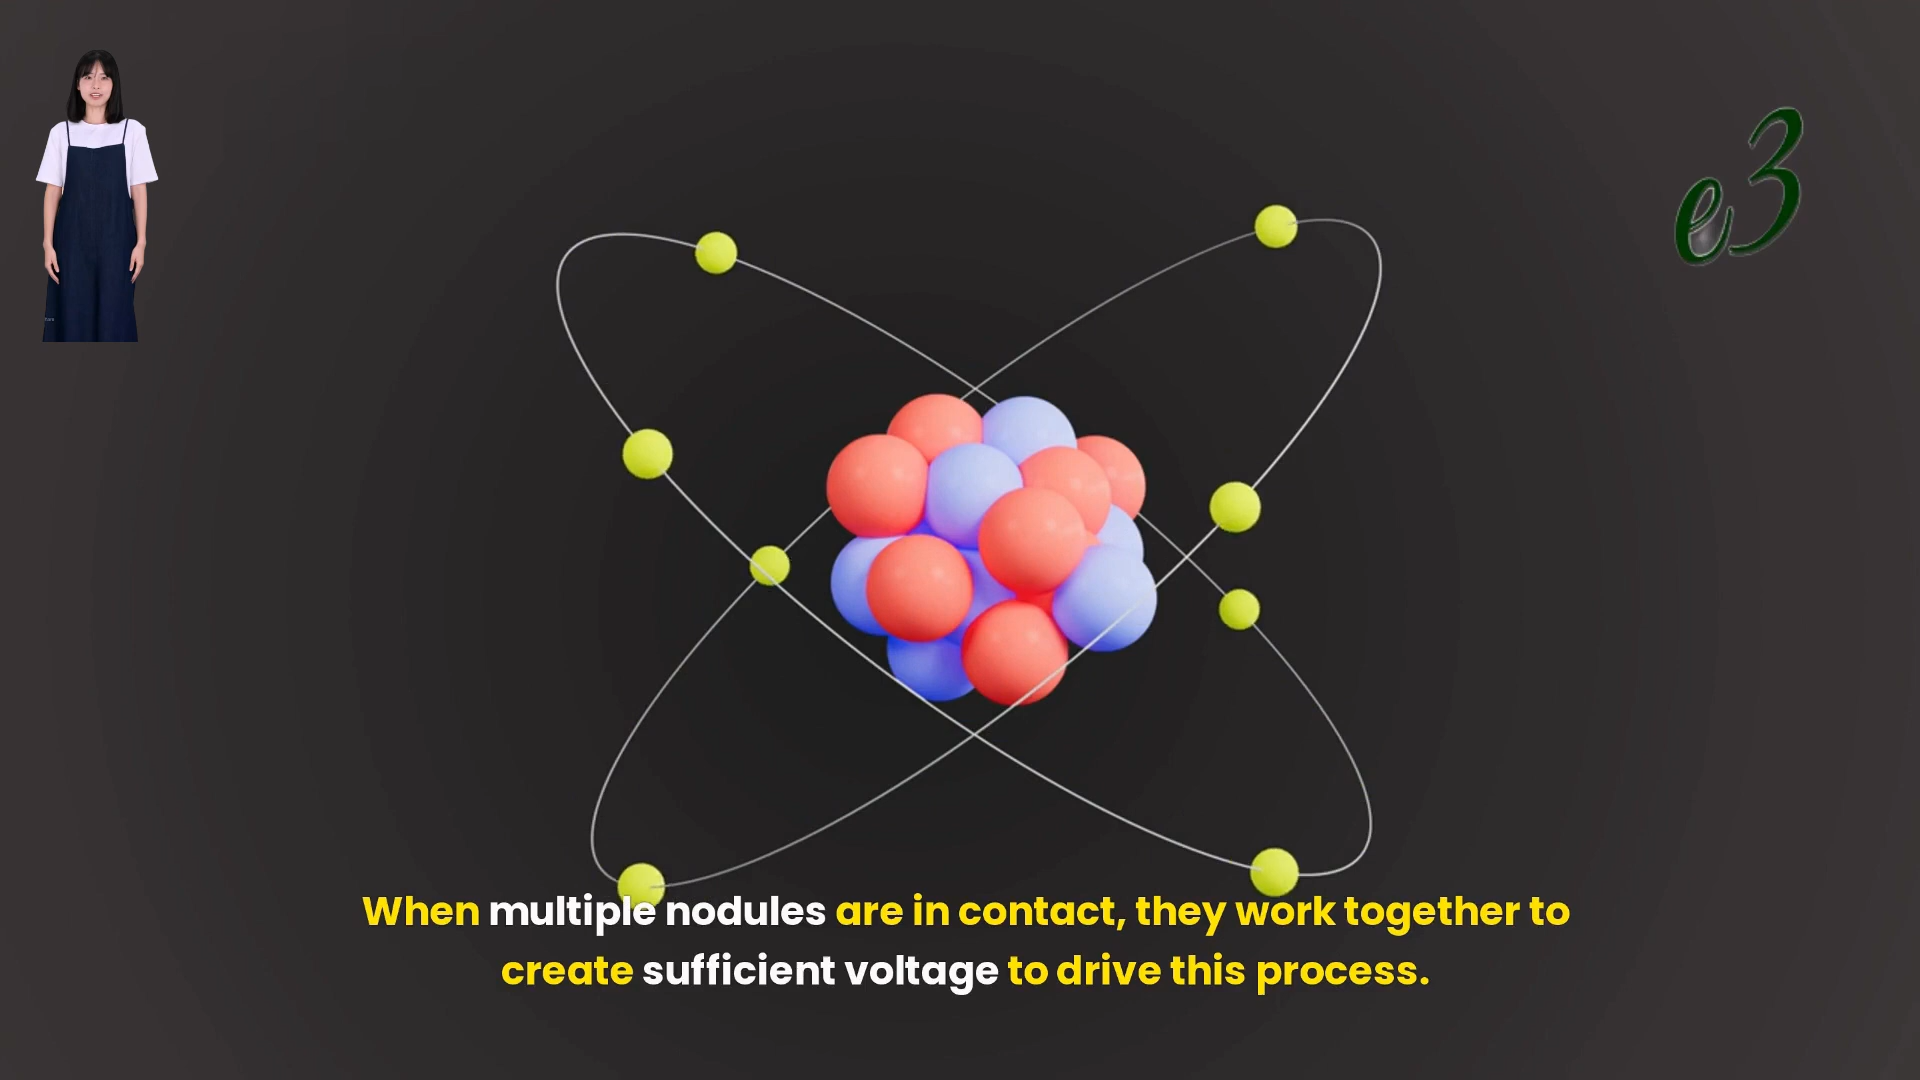 e3
When multiple nodules are in contact, they work together to
create sufficient voltage to drive this process.